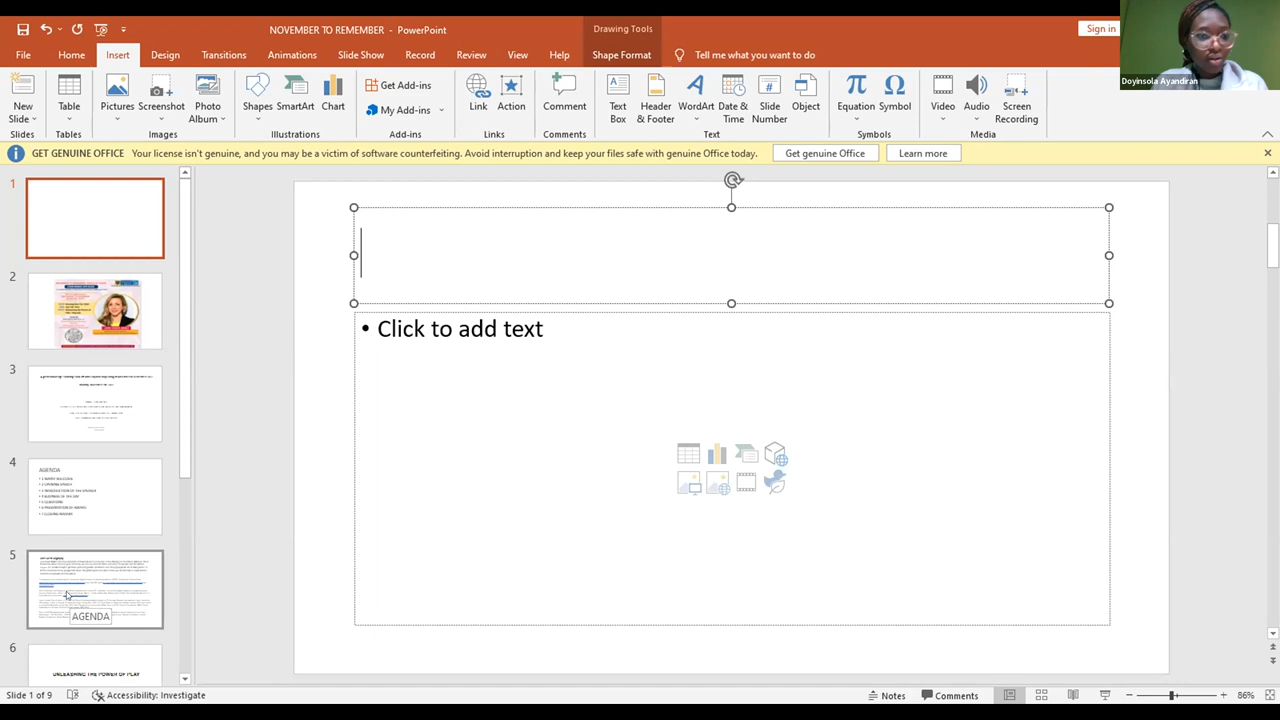 NOVEMBER TO REMEMBER - PowerPoint
Drawing Tools
Sign in
File Home Insert Design Transitions Animations Slide Show Record Review View Help Shape Format Tell me what you want to do
Doyinsola Ayandiran
New Slide
Table
Pictures
Screenshot
Photo Album
Shapes
SmartArt
Chart
Get Add-ins
My Add-ins
Link
Action
Comment
Text Box
Header & Footer
WordArt
Date & Time
Slide Number
Object
Equation
Symbol
Video
Audio
Screen Recording
Slides Tables Images Illustrations Add-ins Links Comments Text Symbols Media
GET GENUINE OFFICE Your license isn't genuine, and you may be a victim of software counterfeiting. Avoid interruption and keep your files safe with genuine Office today. Get genuine Office Learn more
1
2
3
4
AGENDA
5
AGENDA
6
UNLEASHING THE POWER OF PLAY
• Click to add text
Slide 1 of 9 Accessibility: Investigate Notes Comments 86%